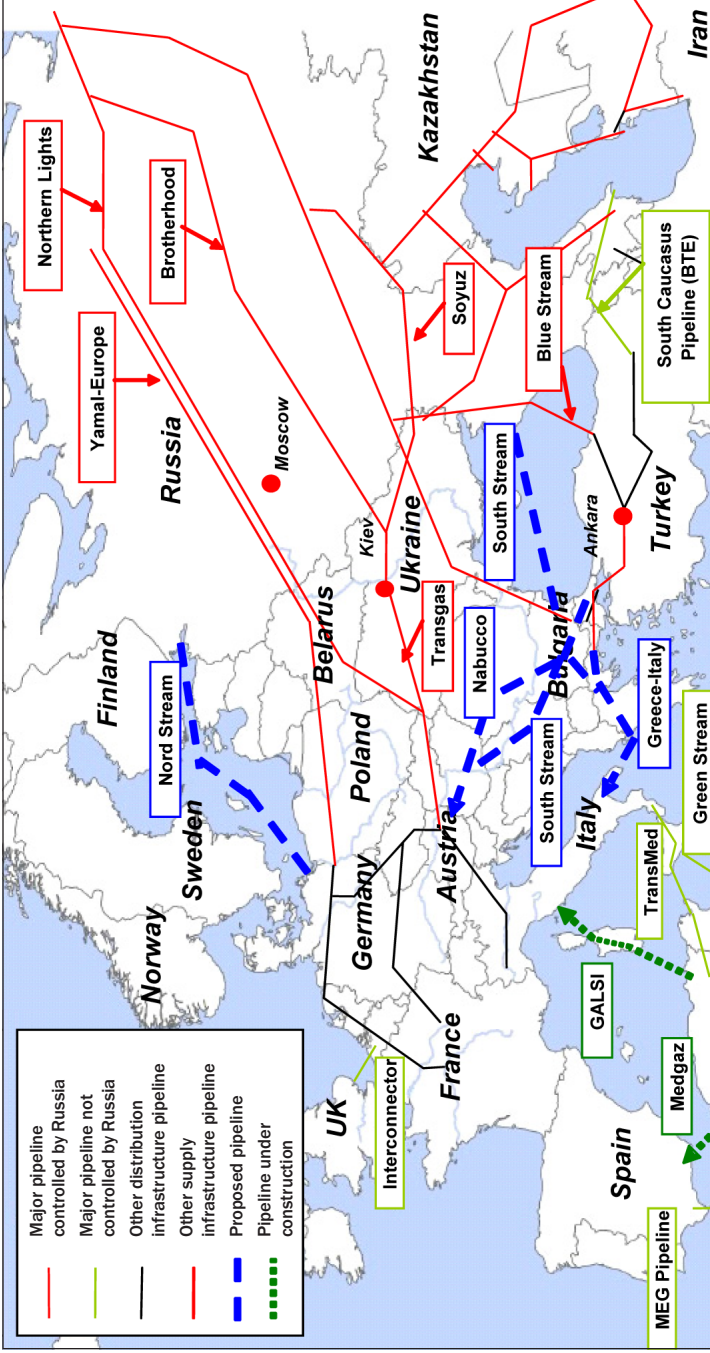 Major pipeline
controlled by Russia
Major pipeline not
controlled by Russia
Other distribution
infrastructure pipeline
Other supply
infrastructure pipeline
Proposed pipeline
Pipeline under
construction
Norway
Sweden
Finland
Nord Stream
Russia
Yamal-Europe
Northern Lights
Brotherhood
Moscow
Kazakhstan
UK
Interconnector
Germany
Poland
Belarus
Kiev
Ukraine
Transgas
Soyuz
France
Austria
Nabucco
South Stream
Blue Stream
South Stream
Bulgaria
Ankara
Turkey
South Caucasus
Pipeline (BTE)
Iran
Spain
Italy
Greece-Italy
GALSI
TransMed
Green Stream
Medgaz
MEG Pipeline